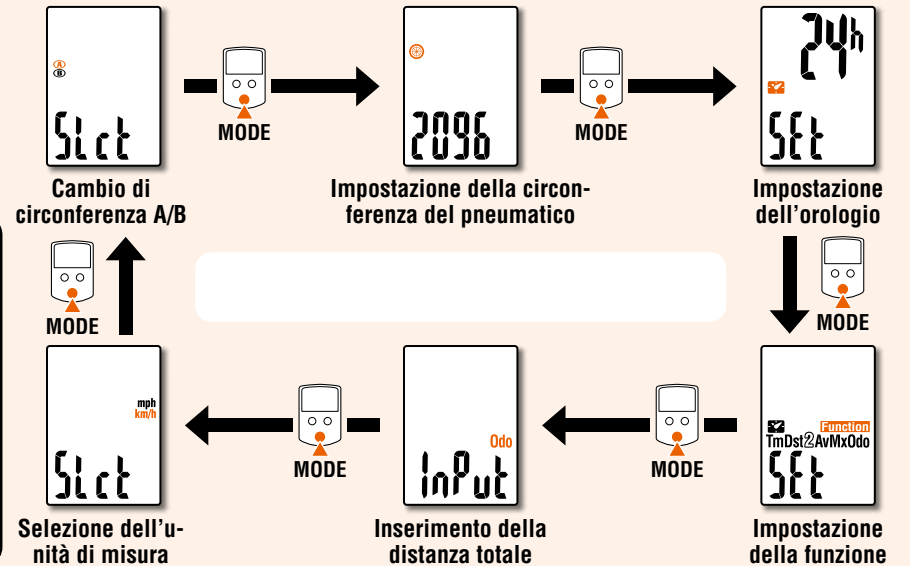 A
B
Slct
MODE
2096
MODE
24h
SEt
Cambio di
circonferenza A/B
Impostazione della circon-
ferenza del pneumatico
Impostazione
dell'orologio
MODE
MODE
mph
km/h
Slct
MODE
Odo
InPut
MODE
Function
TmDst2AvMxOdo
SEt
Selezione dell'u-
nità di misura
Inserimento della
distanza totale
Impostazione
della funzione